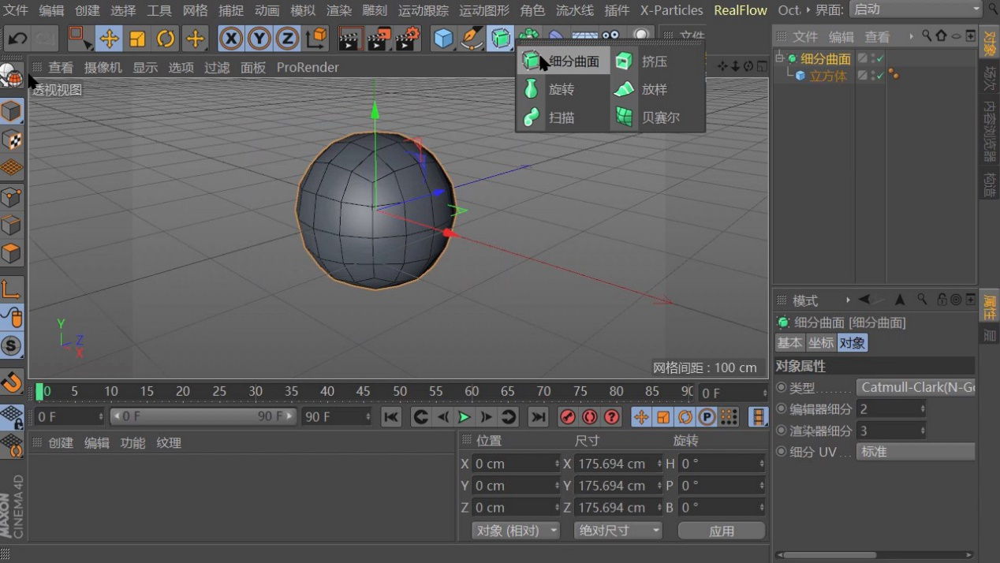 文件 编辑 创建 选择 工具 网格 捕捉 动画 模拟 渲染 雕刻 运动跟踪 运动图形 角色 流水线 插件 X-Particles RealFlow Oct. 界面: 启动
X Y Z 文件
文件 编辑 查看
对象
场次
内容浏览器
构造
查看 摄像机 显示 选项 过滤 面板 ProRender
透视视图
细分曲面 挤压
旋转 放样
扫描 贝塞尔
细分曲面
立方体
Y
Z
X
网格间距 : 100 cm
模式
属性
层
细分曲面 [细分曲面]
基本 坐标 对象
对象属性
类型........ Catmull-Clark(N-Go
编辑器细分 2
渲染器细分 3
细分 UV ... 标准
S
0 5 10 15 20 25 30 35 40 45 50 55 60 65 70 75 80 85 90 0 F
0 F 0 F 90 F 90 F P
创建 编辑 功能 纹理
位置 尺寸 旋转
X 0 cm X 175.694 cm H 0 °
Y 0 cm Y 175.694 cm P 0 °
Z 0 cm Z 175.694 cm B 0 °
对象 (相对) 绝对尺寸 应用
MAXON
CINEMA 4D